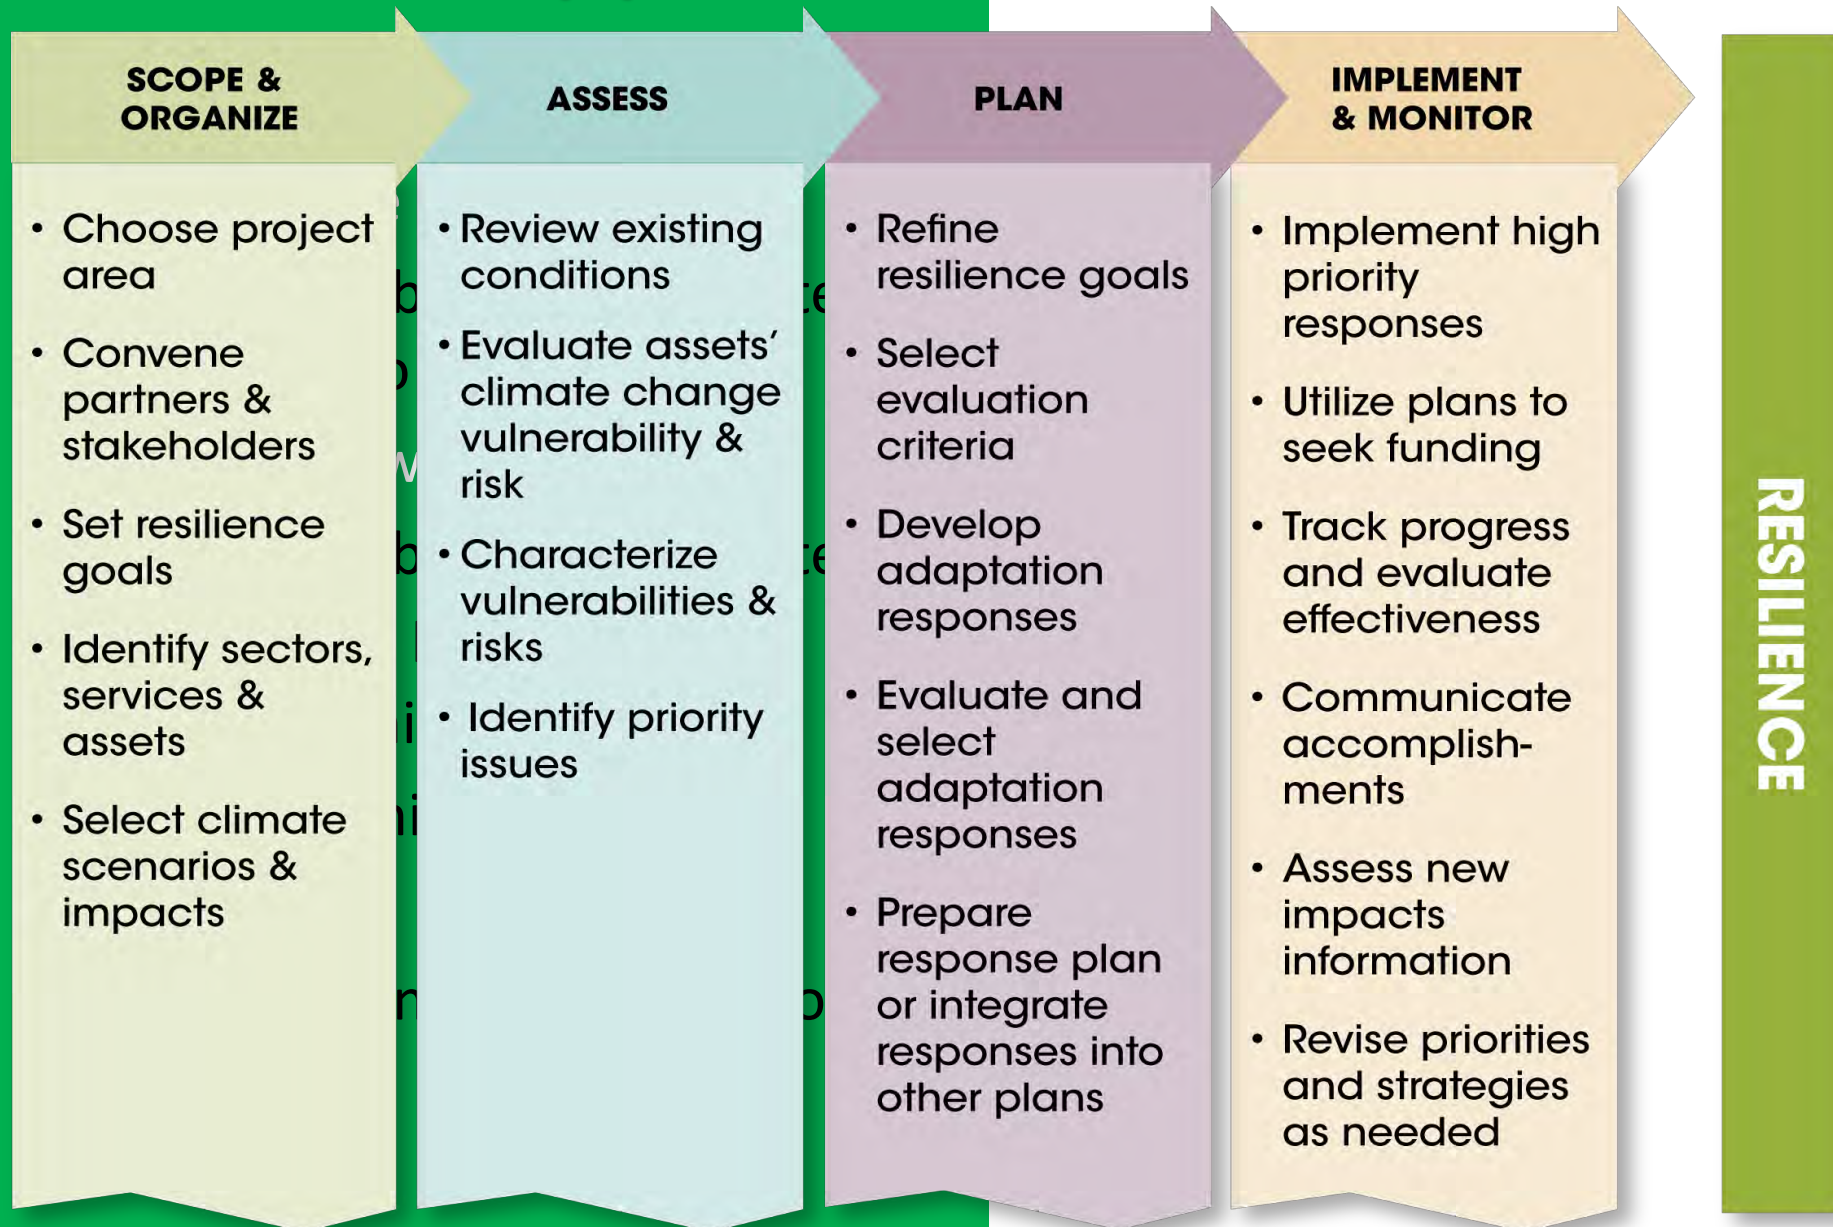 SCOPE &
ORGANIZE
• Choose project
area
• Convene
partners &
stakeholders
• Set resilience
goals
• Identify sectors,
services &
assets
• Select climate
scenarios &
impacts
ASSESS
• Review existing
conditions
• Evaluate assets’
climate change
vulnerability &
risk
• Characterize
vulnerabilities &
risks
• Identify priority
issues
PLAN
• Refine
resilience goals
• Select
evaluation
criteria
• Develop
adaptation
responses
• Evaluate and
select
adaptation
responses
• Prepare
response plan
or integrate
responses into
other plans
IMPLEMENT
& MONITOR
• Implement high
priority
responses
• Utilize plans to
seek funding
• Track progress
and evaluate
effectiveness
• Communicate
accomplish-
ments
• Assess new
impacts
information
• Revise priorities
and strategies
as needed
RESILIENCE